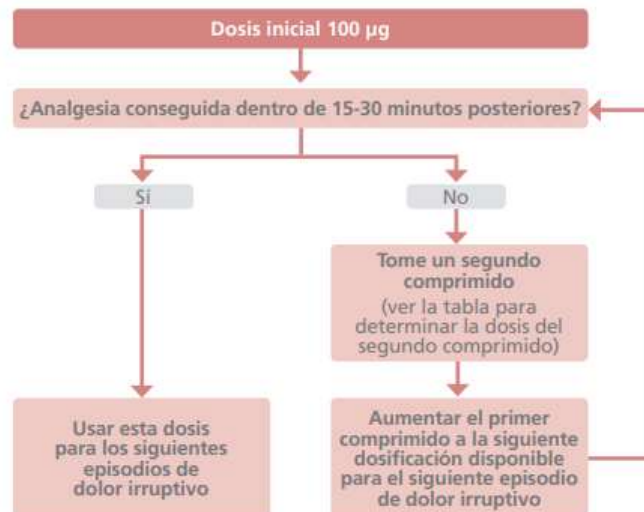 Dosis inicial 100 µg
¿Analgesia conseguida dentro de 15-30 minutos posteriores?
Sí
No
Tome un segundo
comprimido
(ver la tabla para
determinar la dosis del
segundo comprimido)
Usar esta dosis
para los siguientes
episodios de
dolor irruptivo
Aumentar el primer
comprimido a la siguiente
dosificación disponible
para el siguiente episodio
de dolor irruptivo